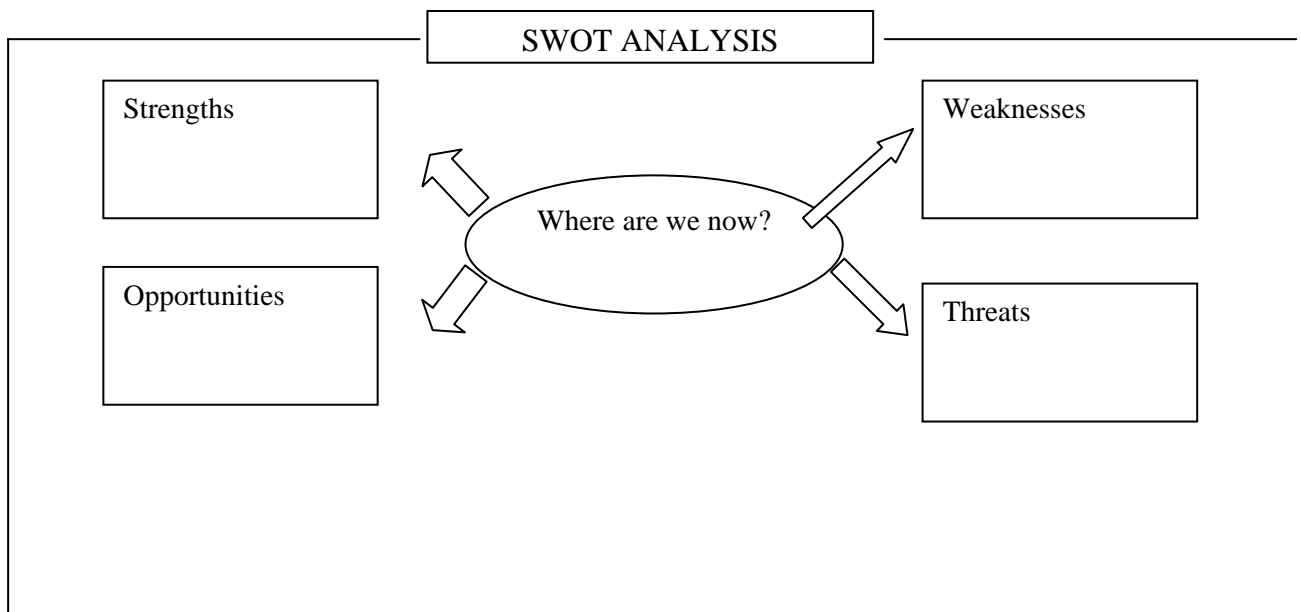 SWOT ANALYSIS
Strengths
Weaknesses
Where are we now?
Opportunities
Threats